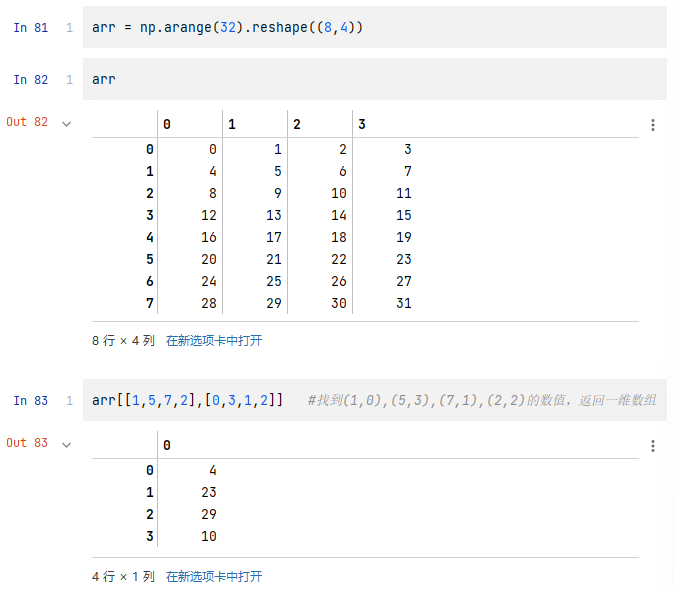 In 81 1 arr = np.arange(32).reshape((8,4))
In 82 1 arr
Out 82
0 1 2 3
0 0 1 2 3
1 4 5 6 7
2 8 9 10 11
3 12 13 14 15
4 16 17 18 19
5 20 21 22 23
6 24 25 26 27
7 28 29 30 31
8 行 × 4 列 在新选项卡中打开
In 83 1 arr[[1,5,7,2],[0,3,1,2]] #找到(1,0),(5,3),(7,1),(2,2)的数值，返回一维数组
Out 83
0
0 4
1 23
2 29
3 10
4 行 × 1 列 在新选项卡中打开